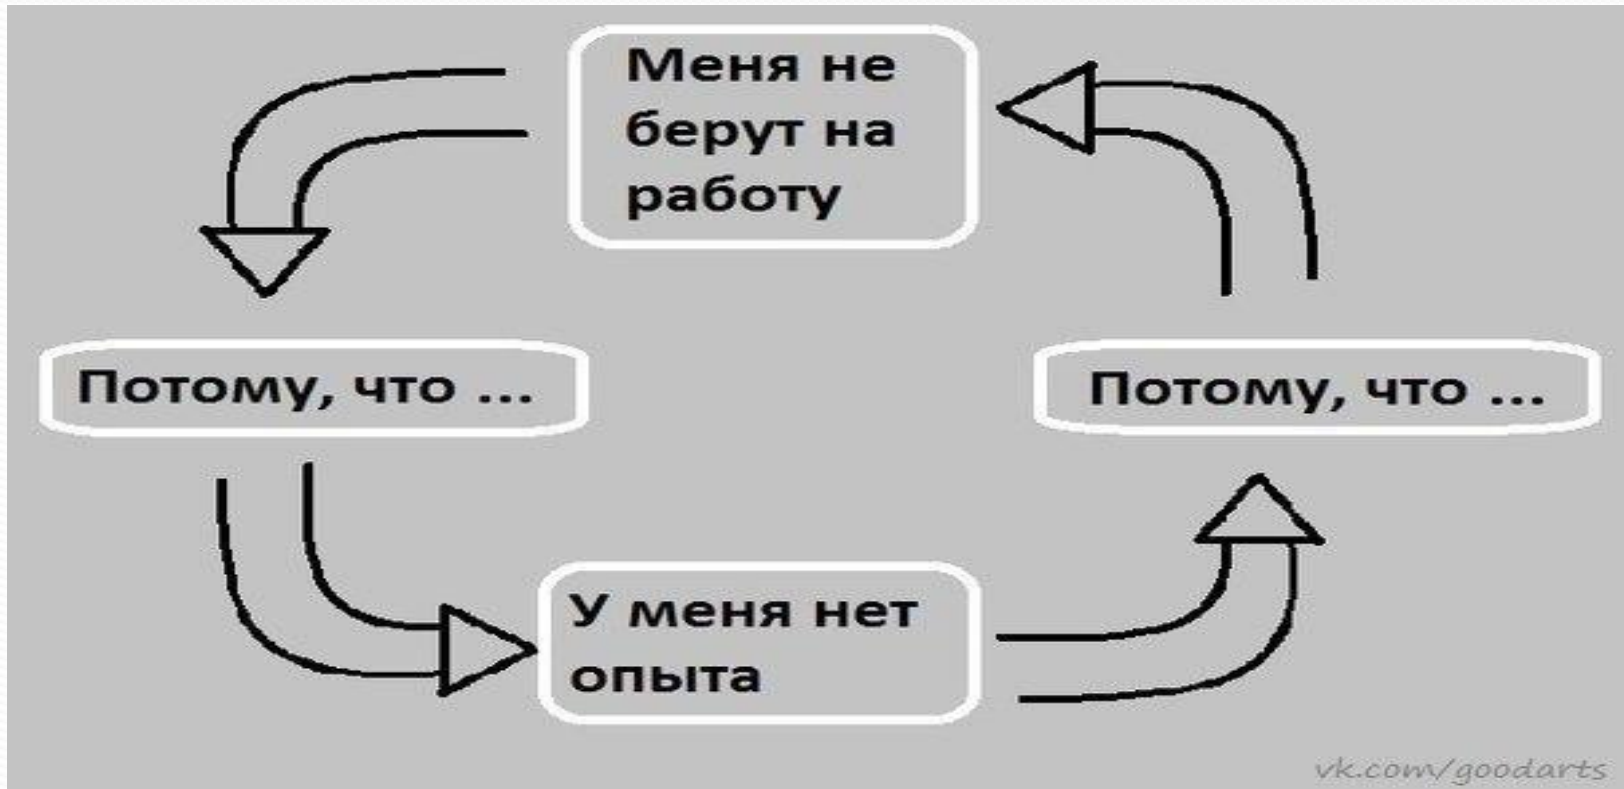 Меня не
берут на
работу
Потому, что ...
Потому, что ...
У меня нет
опыта
vk.com/goodarts